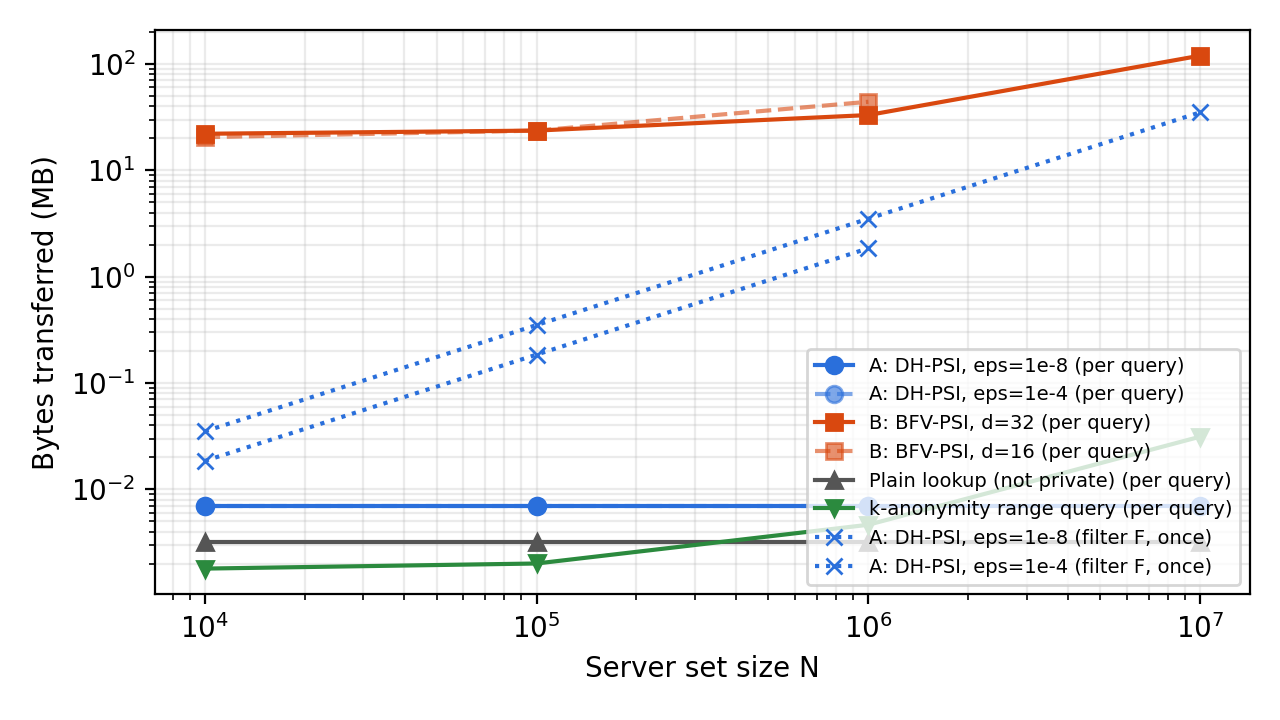 Bytes transferred (MB)
10²
10¹
10⁰
10⁻¹
10⁻²
A: DH-PSI, eps=1e-8 (per query)
A: DH-PSI, eps=1e-4 (per query)
B: BFV-PSI, d=32 (per query)
B: BFV-PSI, d=16 (per query)
Plain lookup (not private) (per query)
k-anonymity range query (per query)
A: DH-PSI, eps=1e-8 (filter F, once)
A: DH-PSI, eps=1e-4 (filter F, once)
10⁴ 10⁵ 10⁶ 10⁷
Server set size N